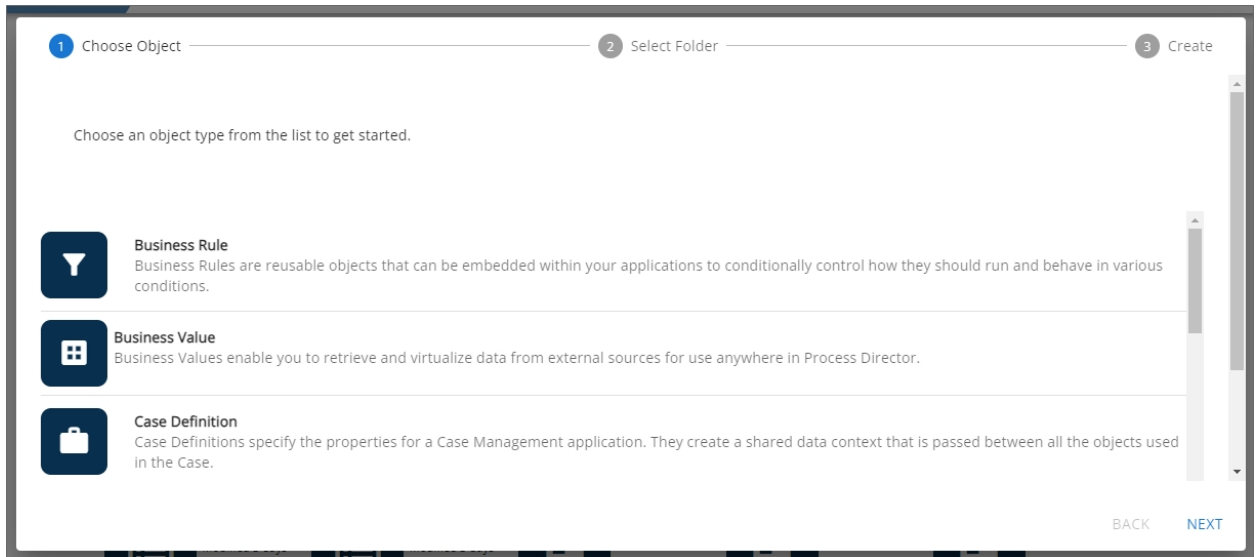 1 Choose Object 2 Select Folder 3 Create
Choose an object type from the list to get started.
Business Rule
Business Rules are reusable objects that can be embedded within your applications to conditionally control how they should run and behave in various
conditions.
Business Value
Business Values enable you to retrieve and virtualize data from external sources for use anywhere in Process Director.
Case Definition
Case Definitions specify the properties for a Case Management application. They create a shared data context that is passed between all the objects used
in the Case.
BACK NEXT